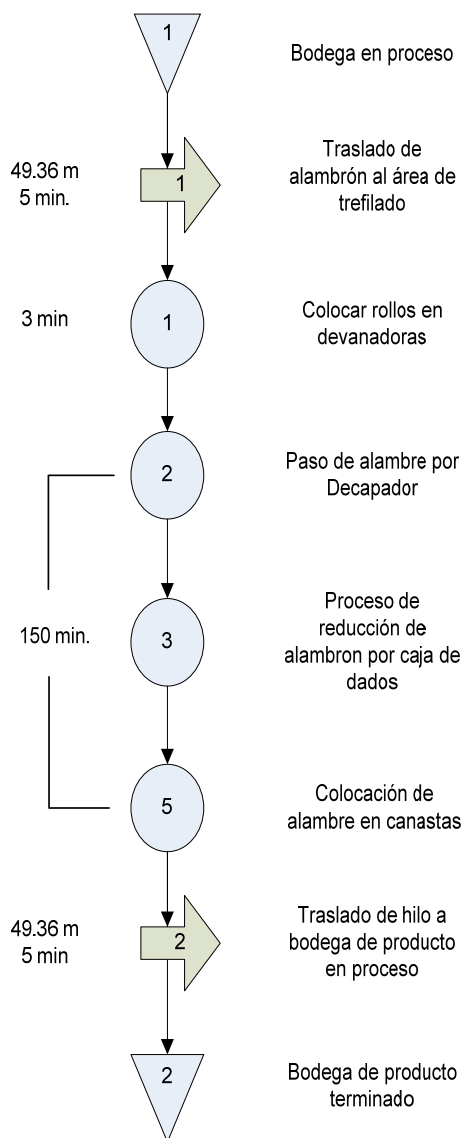 1
Bodega en proceso
49.36 m
5 min.
1
Traslado de
alambrón al área de
trefilado
3 min
1
Colocar rollos en
devanadoras
2
Paso de alambre por
Decapador
150 min.
3
Proceso de
reducción de
alambron por caja de
dados
5
Colocación de
alambre en canastas
49.36 m
5 min
2
Traslado de hilo a
bodega de producto
en proceso
2
Bodega de producto
terminado